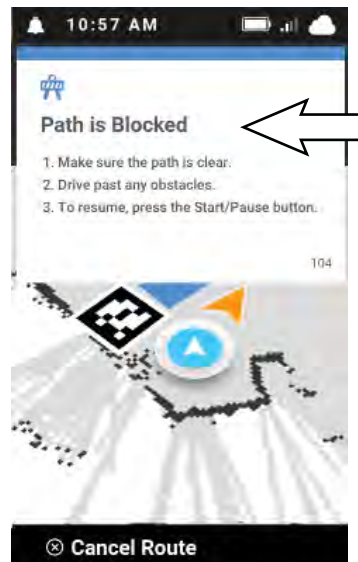 10:57 AM
Path is Blocked
1. Make sure the path is clear.
2. Drive past any obstacles.
3. To resume, press the Start/Pause button.
104
Cancel Route